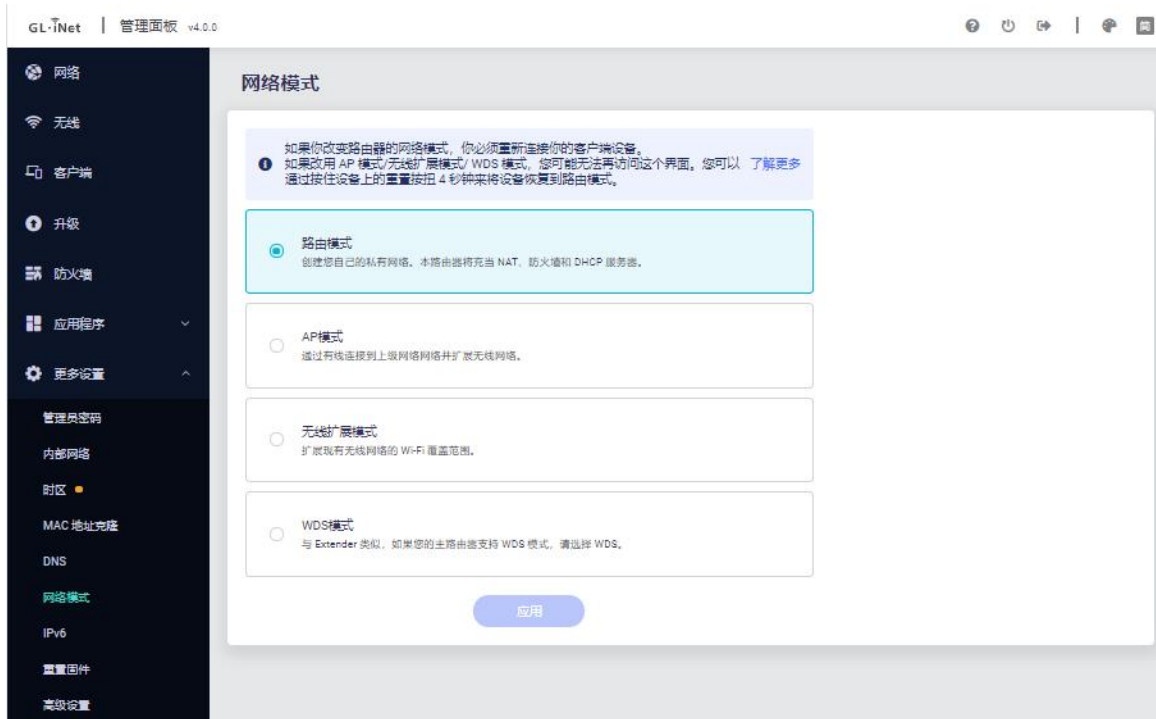 GL·iNet | 管理面板 v4.0.0
简
网络
无线
客户端
升级
防火墙
应用程序
更多设置
管理员密码
内部网络
时区
MAC 地址克隆
DNS
网络模式
IPv6
重置固件
高级设置
网络模式
如果你改变路由器的网络模式，你必须重新连接你的客户端设备。
如果改用 AP 模式/无线扩展模式/ WDS 模式，您可能无法再访问这个界面。您可以 了解更多
通过按住设备上的重置按扭 4 秒钟来将设备恢复到路由模式。
路由模式
创建您自己的私有网络。本路由器将充当 NAT、防火墙和 DHCP 服务器。
AP模式
通过有线连接到上级网络网络并扩展无线网络。
无线扩展模式
扩展现有无线网络的 Wi-Fi 覆盖范围。
WDS模式
与 Extender 类似，如果您的主路由器支持 WDS 模式，请选择 WDS。
应用